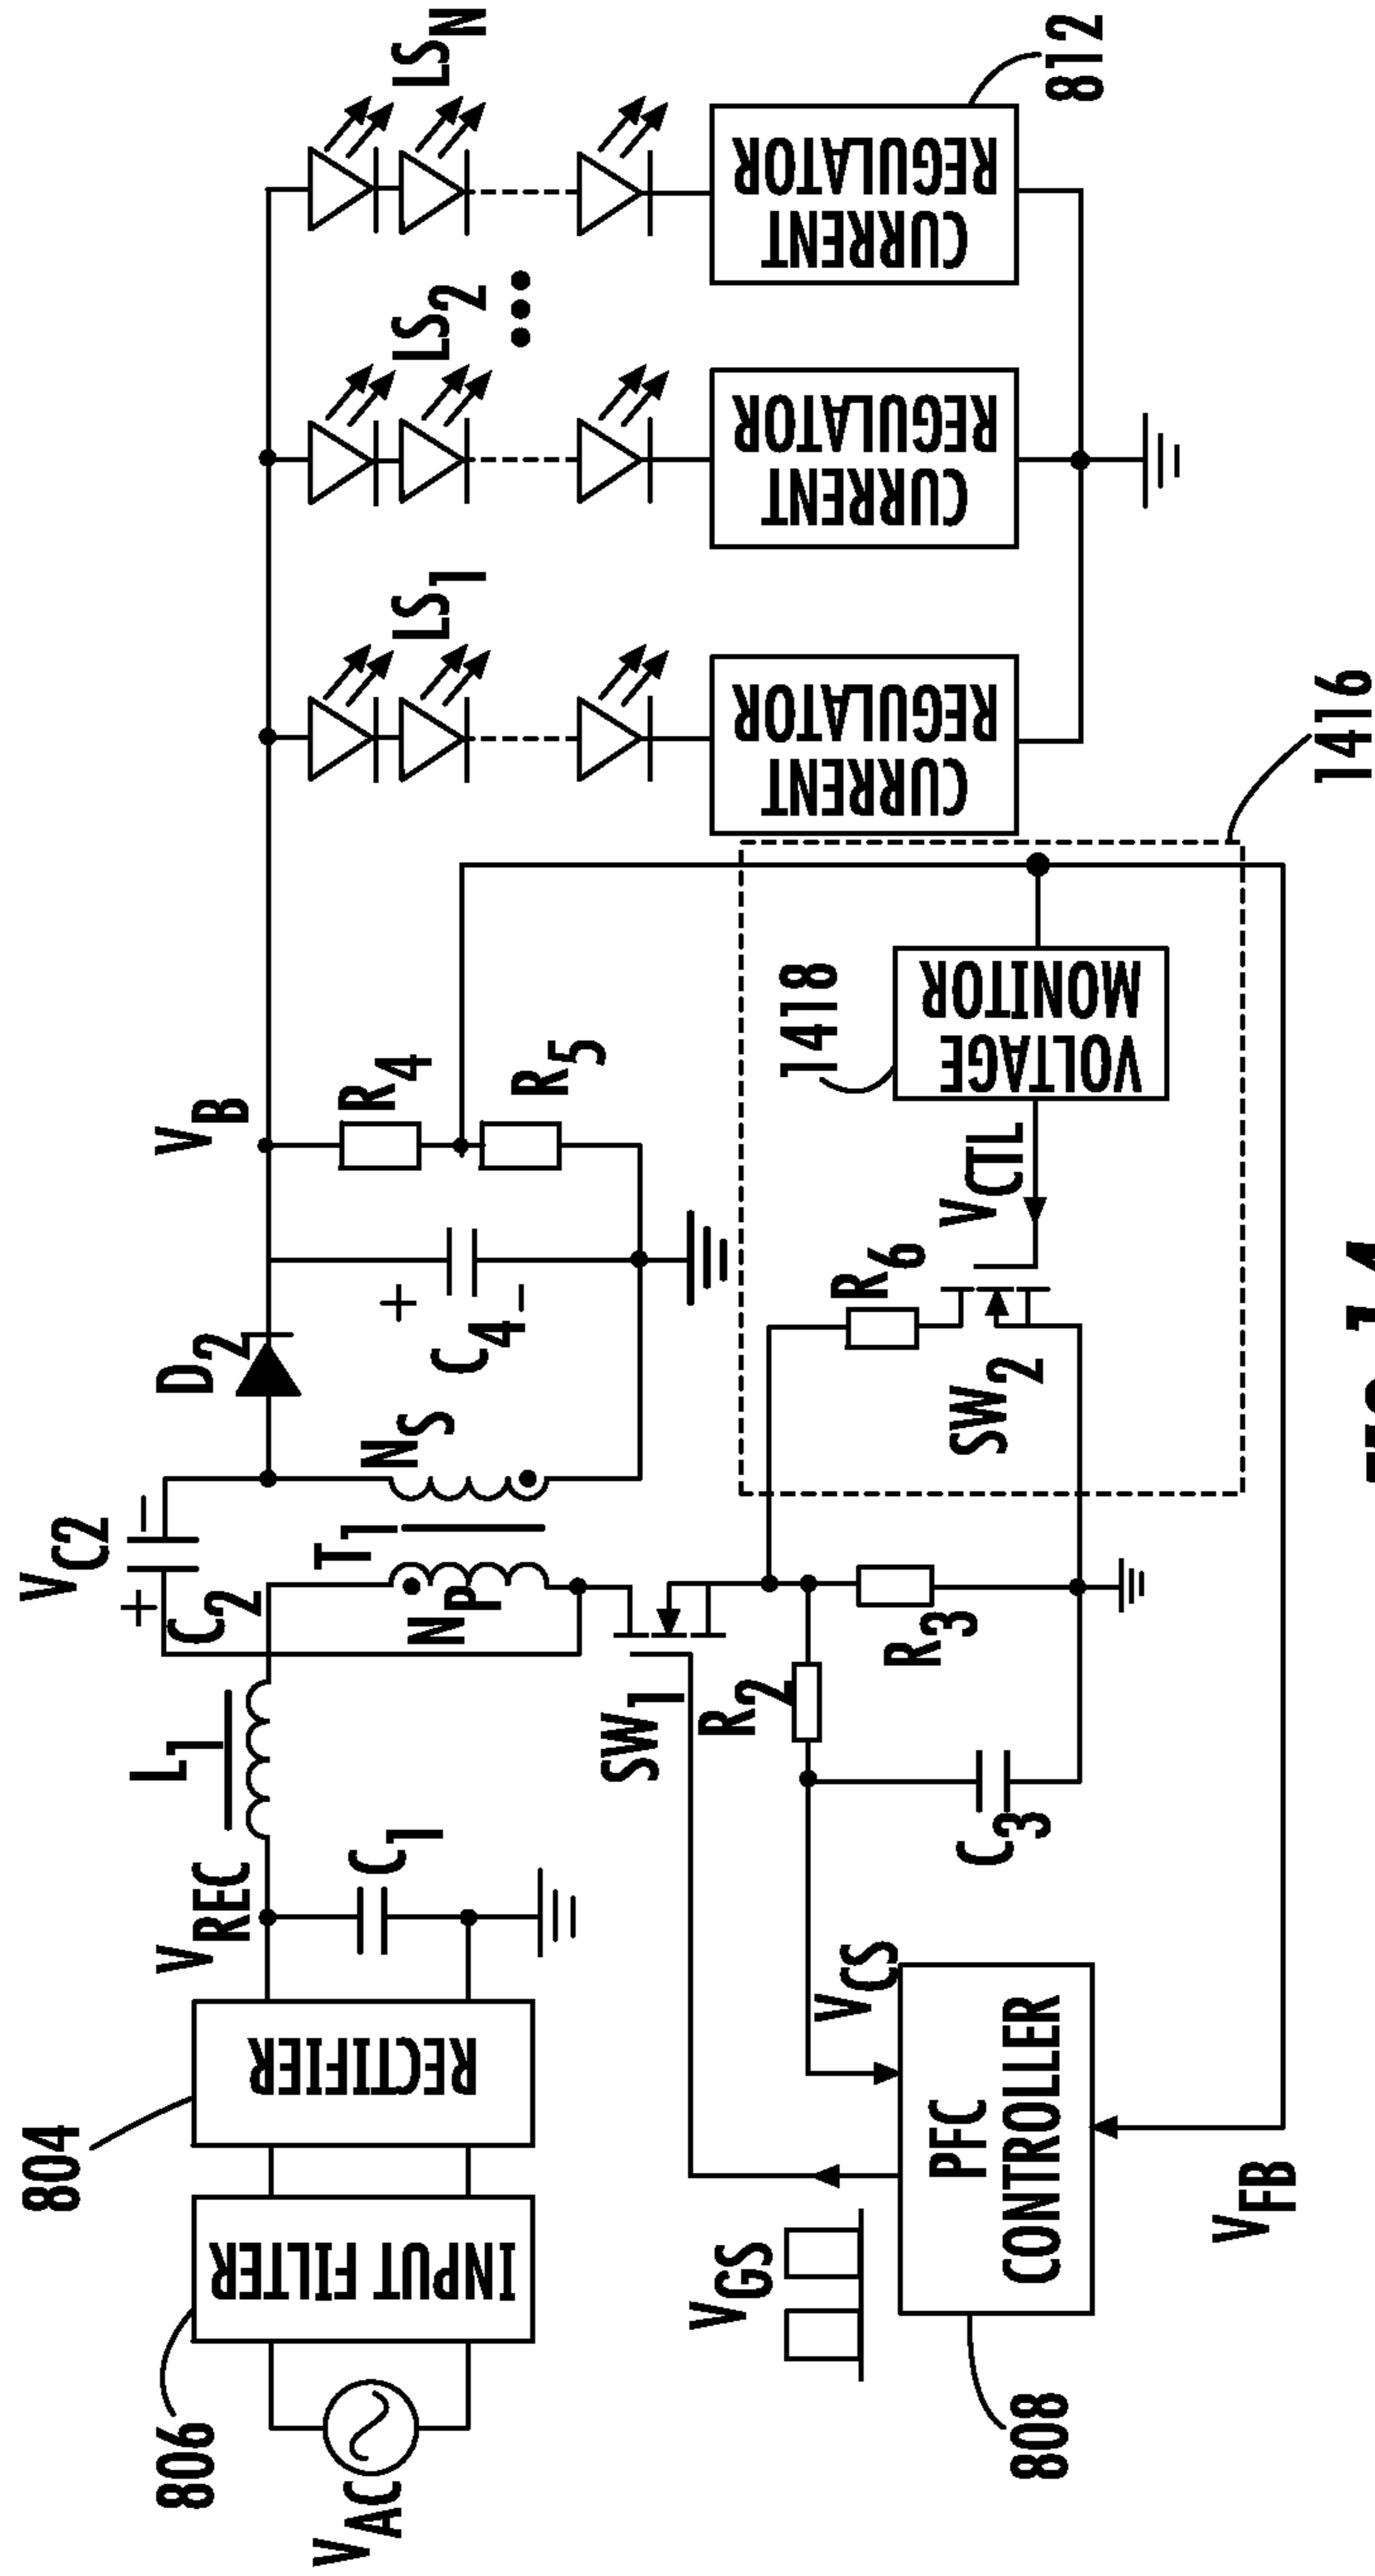 V_AC
806
INPUT FILTER
804
RECTIFIER
V_REC
C_1
L_1
V_C2
+
−
C_2
T_1
N_P
N_S
D_2
C_4
+
−
V_B
R_4
R_5
LS_1
LS_2
LS_N
CURRENT
REGULATOR
CURRENT
REGULATOR
CURRENT
REGULATOR
812
V_GS
SW_1
R_2
R_3
C_3
V_CS
PFC
CONTROLLER
808
V_FB
R_6
SW_2
V_CTL
1418
VOLTAGE
MONITOR
1416